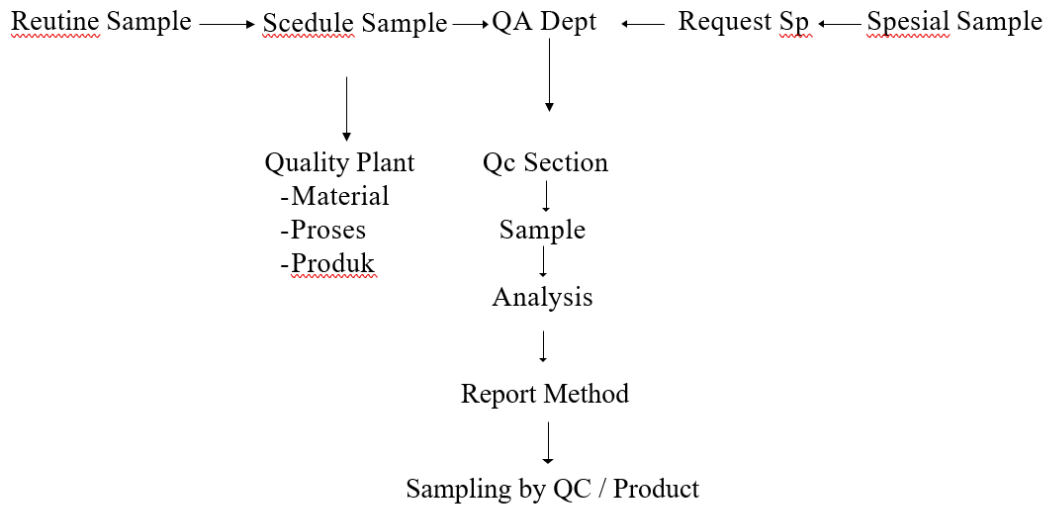 Reutine Sample Scedule Sample QA Dept Request Sp Spesial Sample
Quality Plant Qc Section
-Material
-Proses Sample
-Produk
Analysis
Report Method
Sampling by QC / Product